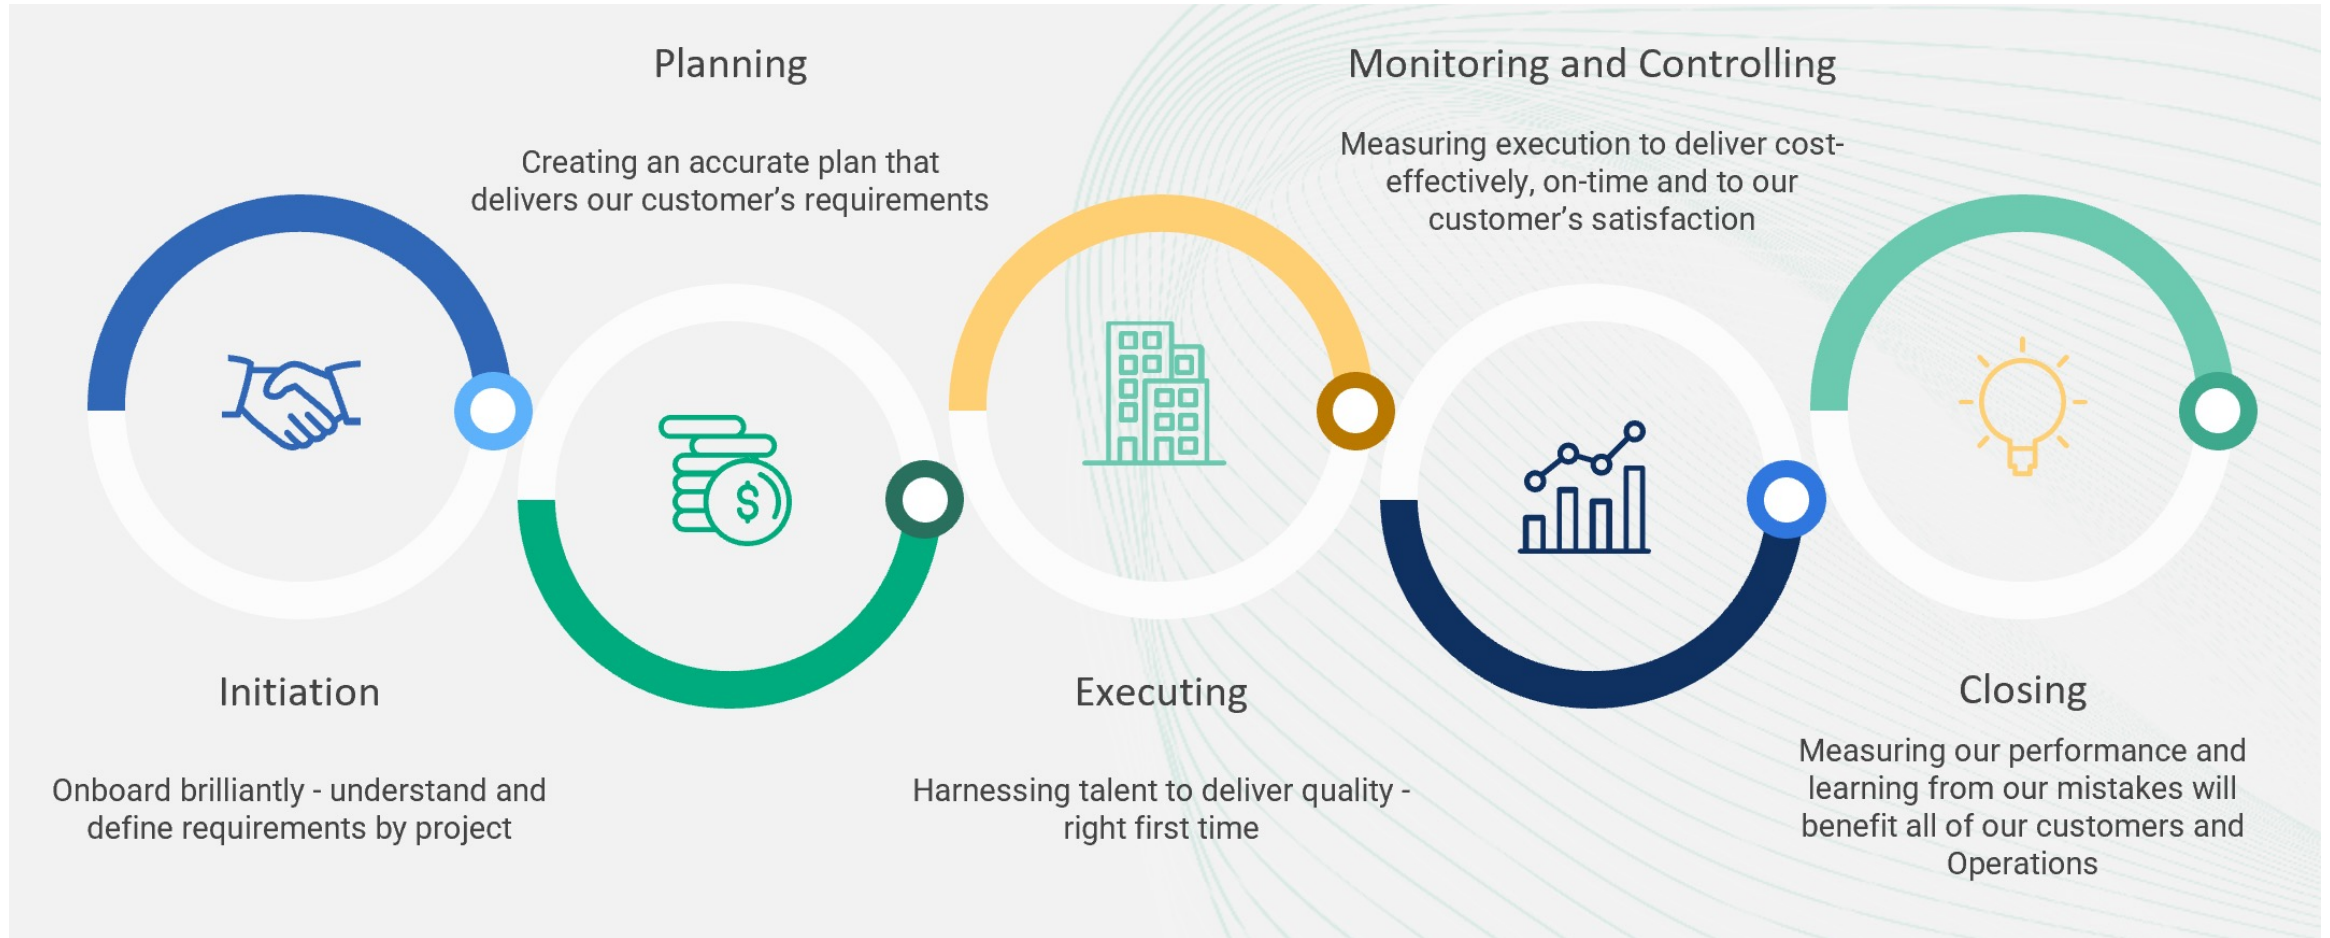 Initiation
Onboard brilliantly - understand and
define requirements by project
Planning
Creating an accurate plan that
delivers our customer’s requirements
$
Executing
Harnessing talent to deliver quality -
right first time
Monitoring and Controlling
Measuring execution to deliver cost-
effectively, on-time and to our
customer’s satisfaction
Closing
Measuring our performance and
learning from our mistakes will
benefit all of our customers and
Operations